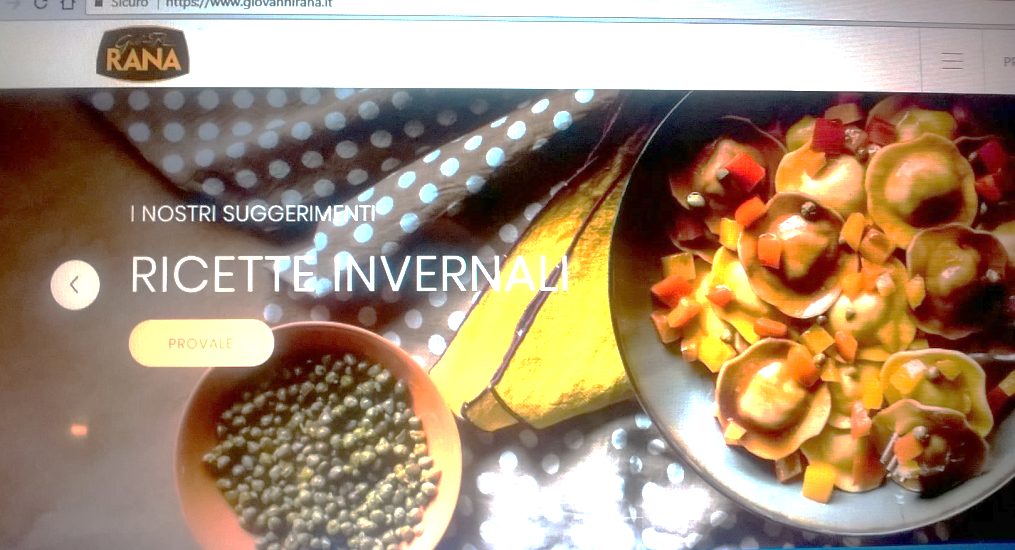 Sicuro | https://www.giovannirana.it
RANA
I NOSTRI SUGGERIMENTI
RICETTE INVERNALI
PROVALE